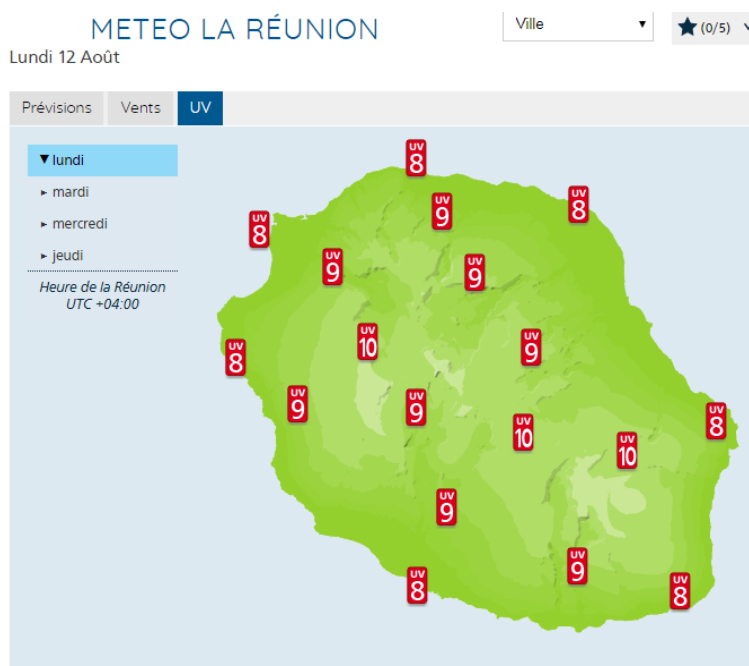 METEO LA RÉUNION
Ville
(0/5)
Lundi 12 Août
Prévisions Vents UV
lundi
mardi
mercredi
jeudi
Heure de la Réunion
UTC +04:00
UV
8
UV
9
UV
8
UV
8
UV
9
UV
9
UV
10
UV
9
UV
8
UV
9
UV
9
UV
8
UV
10
UV
10
UV
9
UV
9
UV
8
UV
8